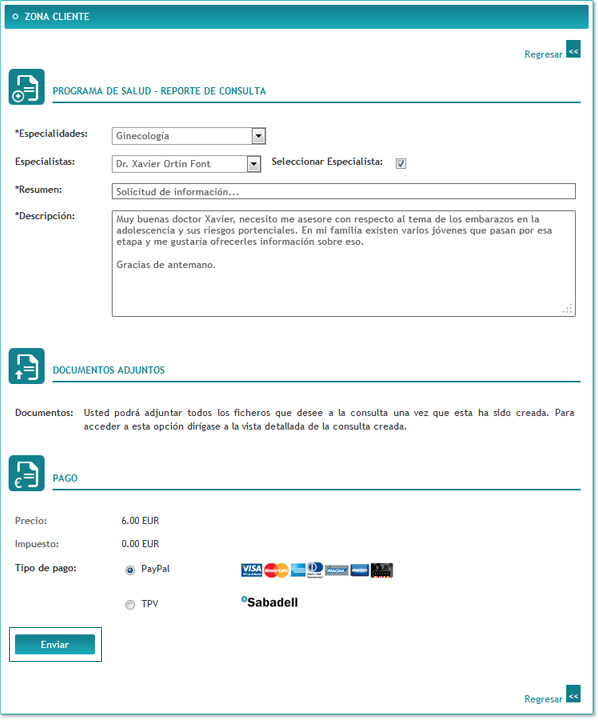 ZONA CLIENTE
Regresar <<
PROGRAMA DE SALUD - REPORTE DE CONSULTA
*Especialidades: Ginecología
Especialistas: Dr. Xavier Ortin Font Seleccionar Especialista:
*Resumen: Solicitud de información...
*Descripción: Muy buenas doctor Xavier, necesito me asesore con respecto al tema de los embarazos en la
adolescencia y sus riesgos portenciales. En mi familia existen varios jóvenes que pasan por esa
etapa y me gustaría ofrecerles información sobre eso.
Gracias de antemano.
DOCUMENTOS ADJUNTOS
Documentos: Usted podrá adjuntar todos los ficheros que desee a la consulta una vez que esta ha sido creada. Para
acceder a esta opción dirígase a la vista detallada de la consulta creada.
€
PAGO
Precio: 6.00 EUR
Impuesto: 0.00 EUR
Tipo de pago: PayPal VISA
TPV Sabadell
Enviar
Regresar <<